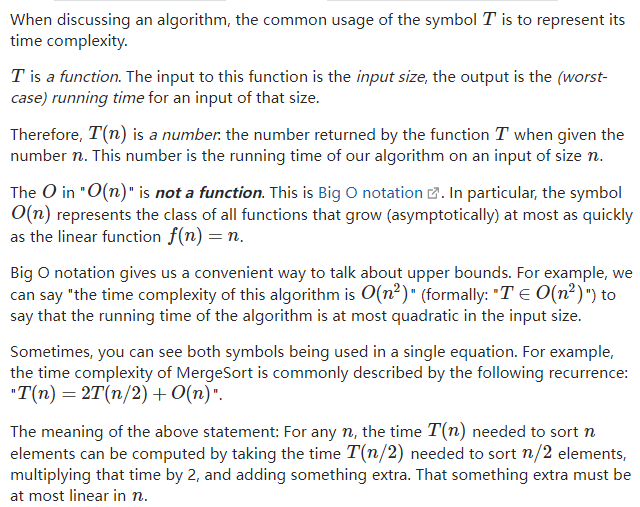 When discussing an algorithm, the common usage of the symbol T is to represent its
time complexity.
T is a function. The input to this function is the input size, the output is the (worst-
case) running time for an input of that size.
Therefore, T(n) is a number: the number returned by the function T when given the
number n. This number is the running time of our algorithm on an input of size n.
The O in "O(n)" is not a function. This is Big O notation. In particular, the symbol
O(n) represents the class of all functions that grow (asymptotically) at most as quickly
as the linear function f(n) = n.
Big O notation gives us a convenient way to talk about upper bounds. For example, we
can say "the time complexity of this algorithm is O(n²)" (formally: "T ∈ O(n²)") to
say that the running time of the algorithm is at most quadratic in the input size.
Sometimes, you can see both symbols being used in a single equation. For example,
the time complexity of MergeSort is commonly described by the following recurrence:
"T(n) = 2T(n/2) + O(n)".
The meaning of the above statement: For any n, the time T(n) needed to sort n
elements can be computed by taking the time T(n/2) needed to sort n/2 elements,
multiplying that time by 2, and adding something extra. That something extra must be
at most linear in n.